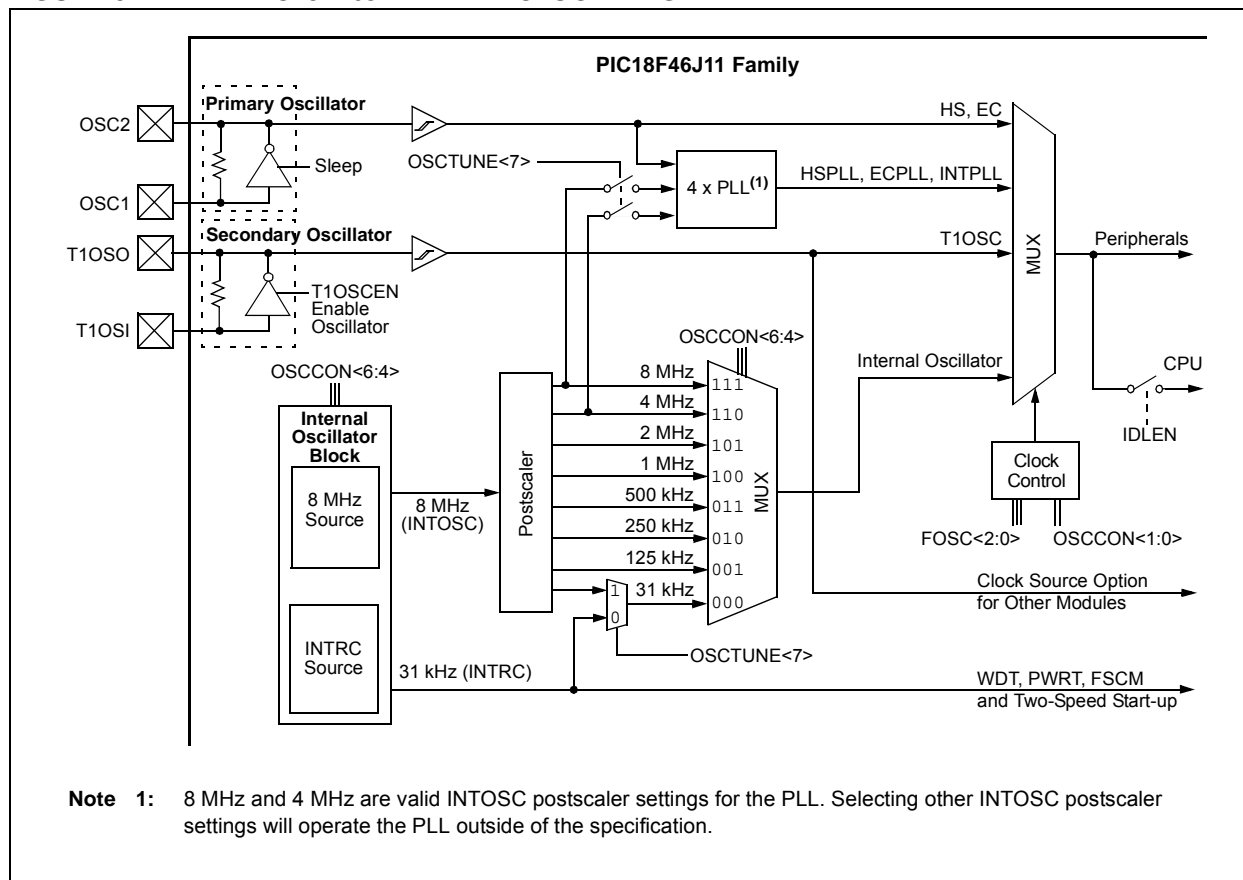 PIC18F46J11 Family
Primary Oscillator
OSC2
Sleep
OSC1
HS, EC
OSCTUNE<7>
4 x PLL(1)
HSPLL, ECPLL, INTPLL
Secondary Oscillator
T1OSO
T1OSCEN
Enable
Oscillator
T1OSI
T1OSC
MUX
Peripherals
CPU
IDLEN
OSCCON<6:4>
Internal
Oscillator
Block
8 MHz
Source
8 MHz
(INTOSC)
INTRC
Source
31 kHz (INTRC)
Postscaler
OSCCON<6:4>
8 MHz
111
4 MHz
110
2 MHz
101
1 MHz
100
500 kHz
011
250 kHz
010
125 kHz
001
1
0
31 kHz
000
MUX
OSCTUNE<7>
Internal Oscillator
Clock
Control
FOSC<2:0>
OSCCON<1:0>
Clock Source Option
for Other Modules
WDT, PWRT, FSCM
and Two-Speed Start-up
Note 1: 8 MHz and 4 MHz are valid INTOSC postscaler settings for the PLL. Selecting other INTOSC postscaler
settings will operate the PLL outside of the specification.